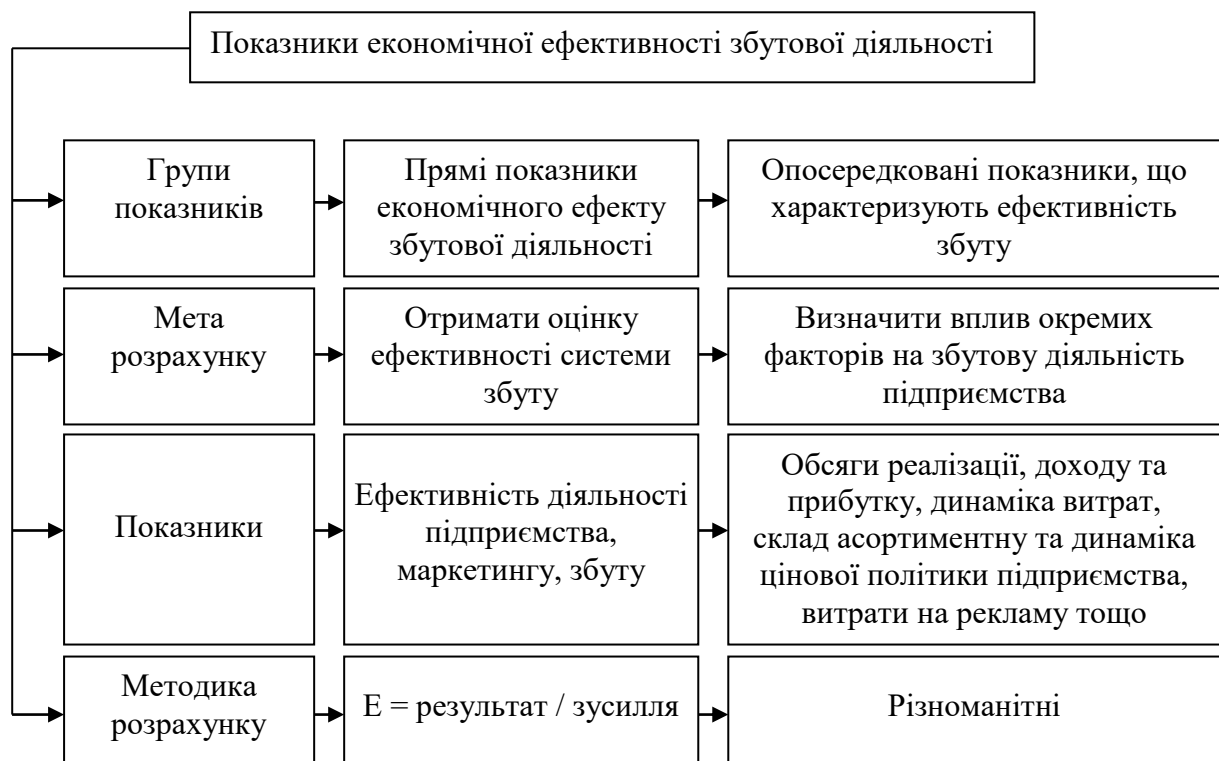 Показники економічної ефективності збутової діяльності
Групи
показників
Прямі показники
економічного ефекту
збутової діяльності
Опосередковані показники, що
характеризують ефективність
збуту
Мета
розрахунку
Отримати оцінку
ефективності системи
збуту
Визначити вплив окремих
факторів на збутову діяльність
підприємства
Показники
Ефективність діяльності
підприємства,
маркетингу, збуту
Обсяги реалізації, доходу та
прибутку, динаміка витрат,
склад асортиментну та динаміка
цінової політики підприємства,
витрати на рекламу тощо
Методика
розрахунку
Е = результат / зусилля
Різноманітні